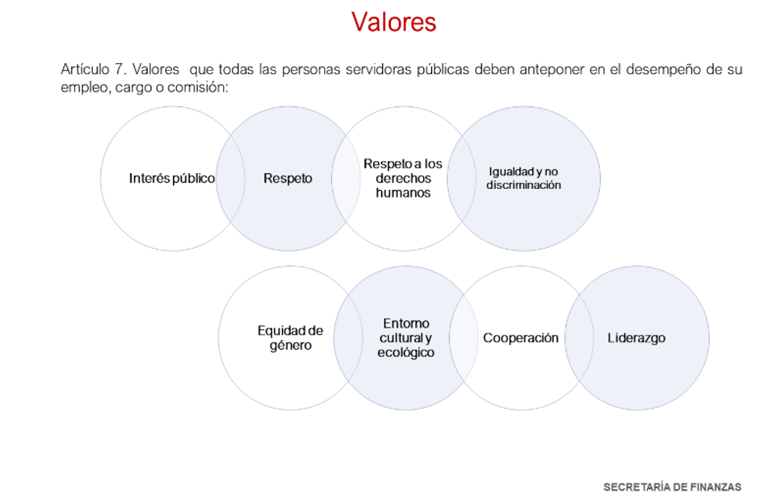 Valores
Artículo 7. Valores que todas las personas servidoras públicas deben anteponer en el desempeño de su
empleo, cargo o comisión:
Interés público
Respeto
Respeto a los
derechos
humanos
Igualdad y no
discriminación
Equidad de
género
Entorno
cultural y
ecológico
Cooperación
Liderazgo
SECRETARÍA DE FINANZAS